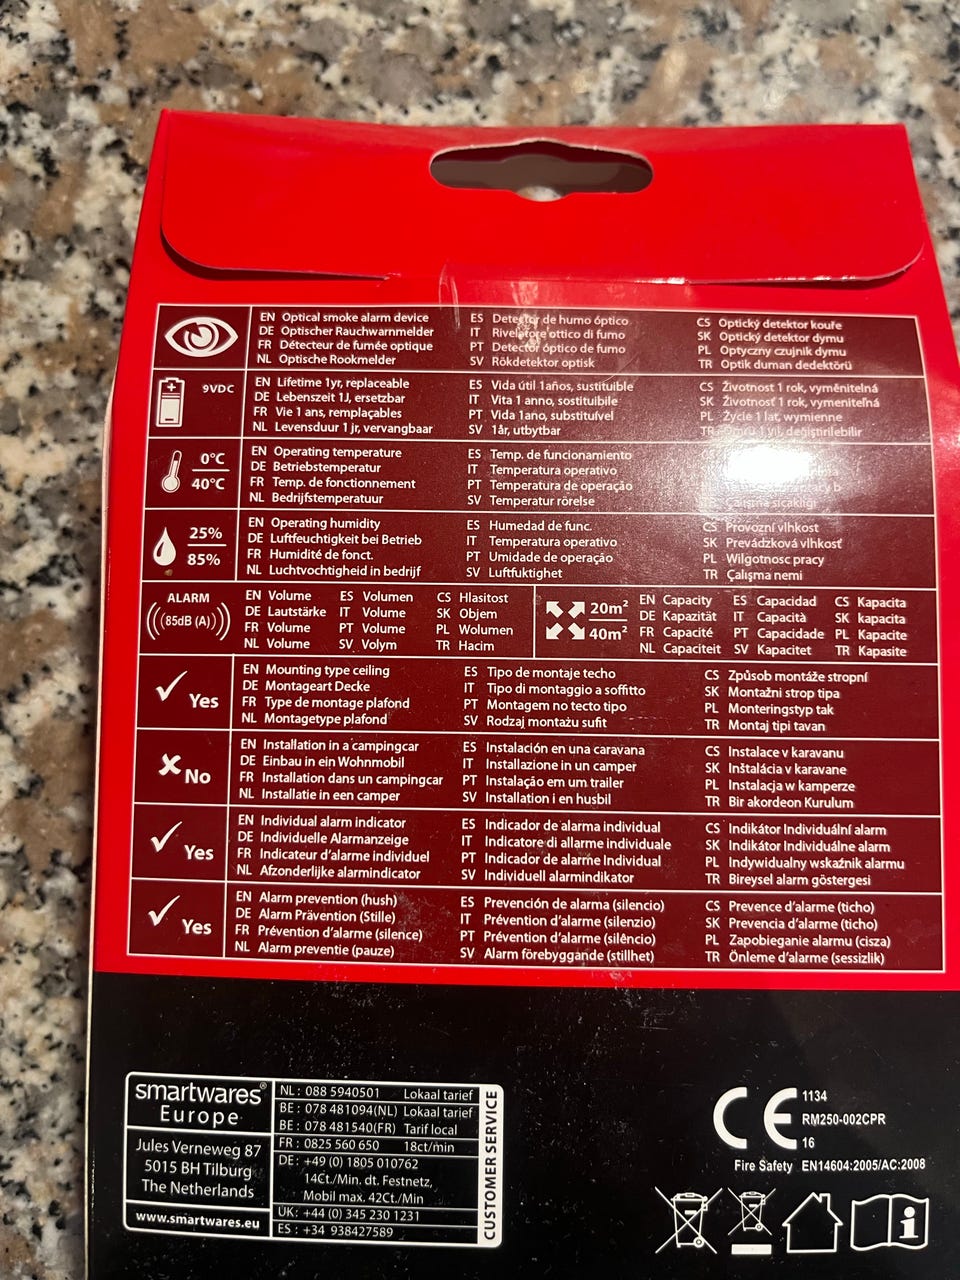 EN Optical smoke alarm device
DE Optischer Rauchwarnmelder
FR Détecteur de fumée optique
NL Optische Rookmelder
ES Detector de humo óptico
IT Rivelatore ottico di fumo
PT Detector óptico de fumo
SV Rökdetektor optisk
CS Optický detektor kouře
SK Optický detektor dymu
PL Optyczny czujnik dymu
TR Optik duman dedektörü
9VDC
EN Lifetime 1yr, replaceable
DE Lebenszeit 1J, ersetzbar
FR Vie 1 ans, remplaçables
NL Levensduur 1 jr, vervangbaar
ES Vida útil 1años, sustituible
IT Vita 1 anno, sostituibile
PT Vida 1ano, substituível
SV 1år, utbytbar
CS Životnost 1 rok, vyměnitelná
SK Životnosť 1 rok, vymeniteľná
PL Życie 1 lat, wymienne
TR Ömrü 1 yıl, değiştirilebilir
0°C
40°C
EN Operating temperature
DE Betriebstemperatur
FR Temp. de fonctionnement
NL Bedrijfstemperatuur
ES Temp. de funcionamiento
IT Temperatura operativo
PT Temperatura de operação
SV Temperatur rörelse
25%
85%
EN Operating humidity
DE Luftfeuchtigkeit bei Betrieb
FR Humidité de fonct.
NL Luchtvochtigheid in bedrijf
ES Humedad de func.
IT Temperatura operativo
PT Umidade de operação
SV Luftfuktighet
CS Provozní vlhkost
SK Prevádzková vlhkosť
PL Wilgotnosc pracy
TR Çalışma nemi
ALARM
(85dB (A))
EN Volume
DE Lautstärke
FR Volume
NL Volume
ES Volumen
IT Volume
PT Volume
SV Volym
CS Hlasitost
SK Objem
PL Wolumen
TR Hacim
20m²
40m²
EN Capacity
DE Kapazität
FR Capacité
NL Capaciteit
ES Capacidad
IT Capacità
PT Capacidade
SV Kapacitet
CS Kapacita
SK kapacita
PL Kapacite
TR Kapasite
Yes
EN Mounting type ceiling
DE Montageart Decke
FR Type de montage plafond
NL Montagetype plafond
ES Tipo de montaje techo
IT Tipo di montaggio a soffitto
PT Montagem no tecto tipo
SV Rodzaj montażu sufit
CS Způsob montáže stropní
SK Montažni strop tipa
PL Monteringstyp tak
TR Montaj tipi tavan
No
EN Installation in a campingcar
DE Einbau in ein Wohnmobil
FR Installation dans un campingcar
NL Installatie in een camper
ES Instalación en una caravana
IT Installazione in un camper
PT Instalação em um trailer
SV Installation i en husbil
CS Instalace v karavanu
SK Inštalácia v karavane
PL Instalacja w kamperze
TR Bir akordeon Kurulum
Yes
EN Individual alarm indicator
DE Individuelle Alarmanzeige
FR Indicateur d'alarme individuel
NL Afzonderlijke alarmindicator
ES Indicador de alarma individual
IT Indicatore di allarme individuale
PT Indicador de alarme Individual
SV Individuell alarmindikator
CS Indikátor Individuální alarm
SK Indikátor Individuálne alarm
PL Indywidualny wskaźnik alarmu
TR Bireysel alarm göstergesi
Yes
EN Alarm prevention (hush)
DE Alarm Prävention (Stille)
FR Prévention d'alarme (silence)
NL Alarm preventie (pauze)
ES Prevención de alarma (silencio)
IT Prévention d'alarme (silenzio)
PT Prévention d'alarme (silêncio)
SV Alarm förebyggande (stillhet)
CS Prevence d'alarme (ticho)
SK Prevencia d'alarme (ticho)
PL Zapobieganie alarmu (cisza)
TR Önleme d'alarme (sessizlik)
smartwares®
Europe
Jules Verneweg 87
5015 BH Tilburg
The Netherlands
www.smartwares.eu
NL : 088 5940501 Lokaal tarief
BE : 078 481094(NL) Lokaal tarief
BE : 078 481540(FR) Tarif local
FR : 0825 560 650 18ct/min
DE : +49 (0) 1805 010762
14Ct./Min. dt. Festnetz,
Mobil max. 42Ct./Min
UK: +44 (0) 345 230 1231
ES : +34 938427589
CUSTOMER SERVICE
CE
1134
RM250-002CPR
16
Fire Safety EN14604:2005/AC:2008